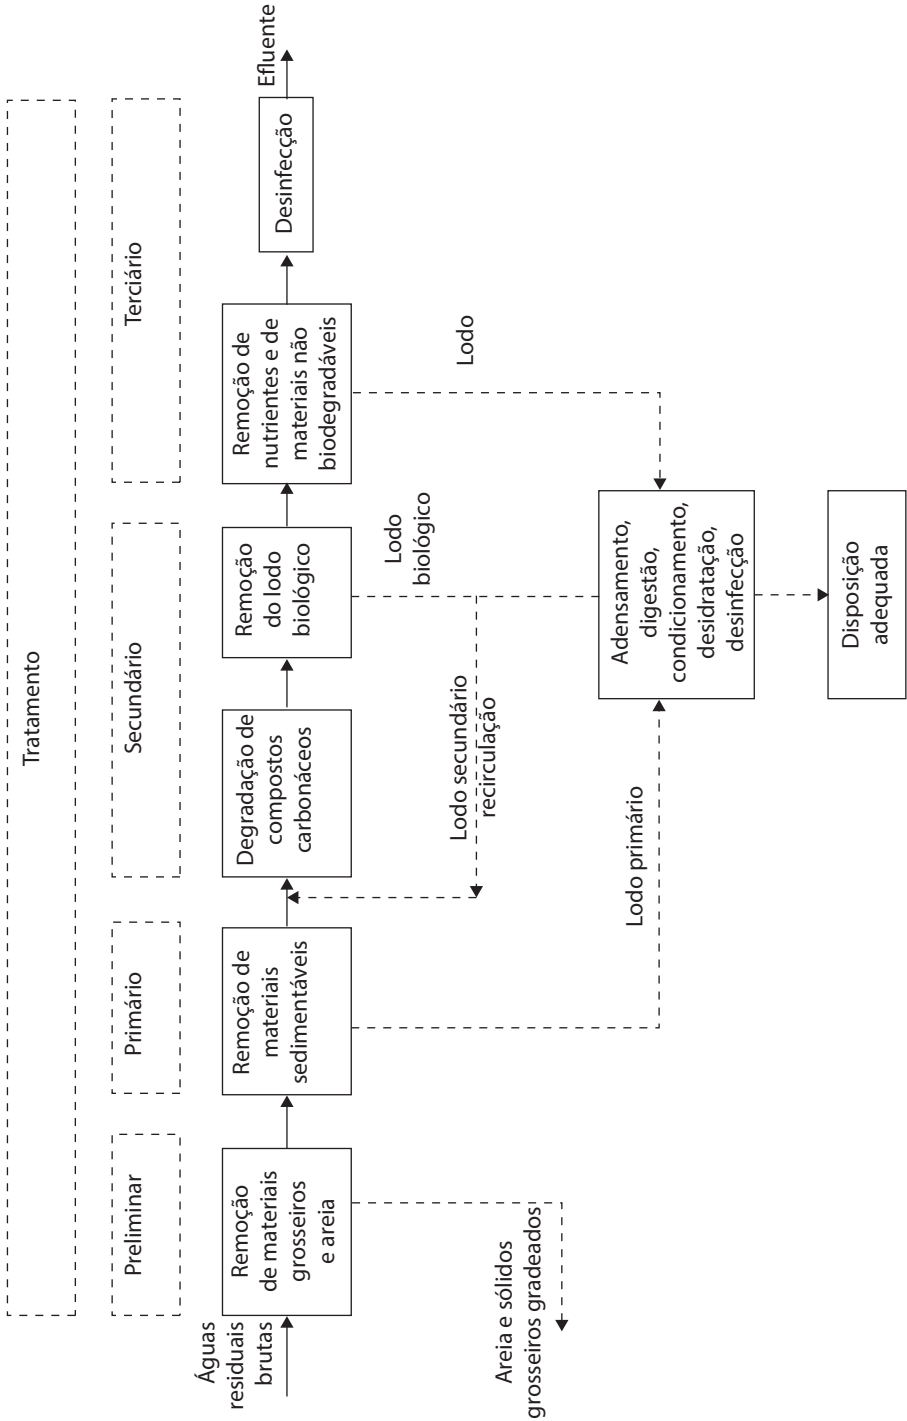 Tratamento
Preliminar
Primário
Secundário
Terciário
Águas
residuais
brutas
Remoção
de materiais
grosseiros
e areia
Remoção de
materiais
sedimentáveis
Degradação de
compostos
carbonáceos
Remoção
do lodo
biológico
Remoção de
nutrientes e de
materiais não
biodegradáveis
Desinfecção
Efluente
Areia e sólidos
grosseiros gradeados
Lodo secundário
recirculação
Lodo
biológico
Lodo
Lodo primário
Adensamento,
digestão,
condicionamento,
desidratação,
desinfecção
Disposição
adequada